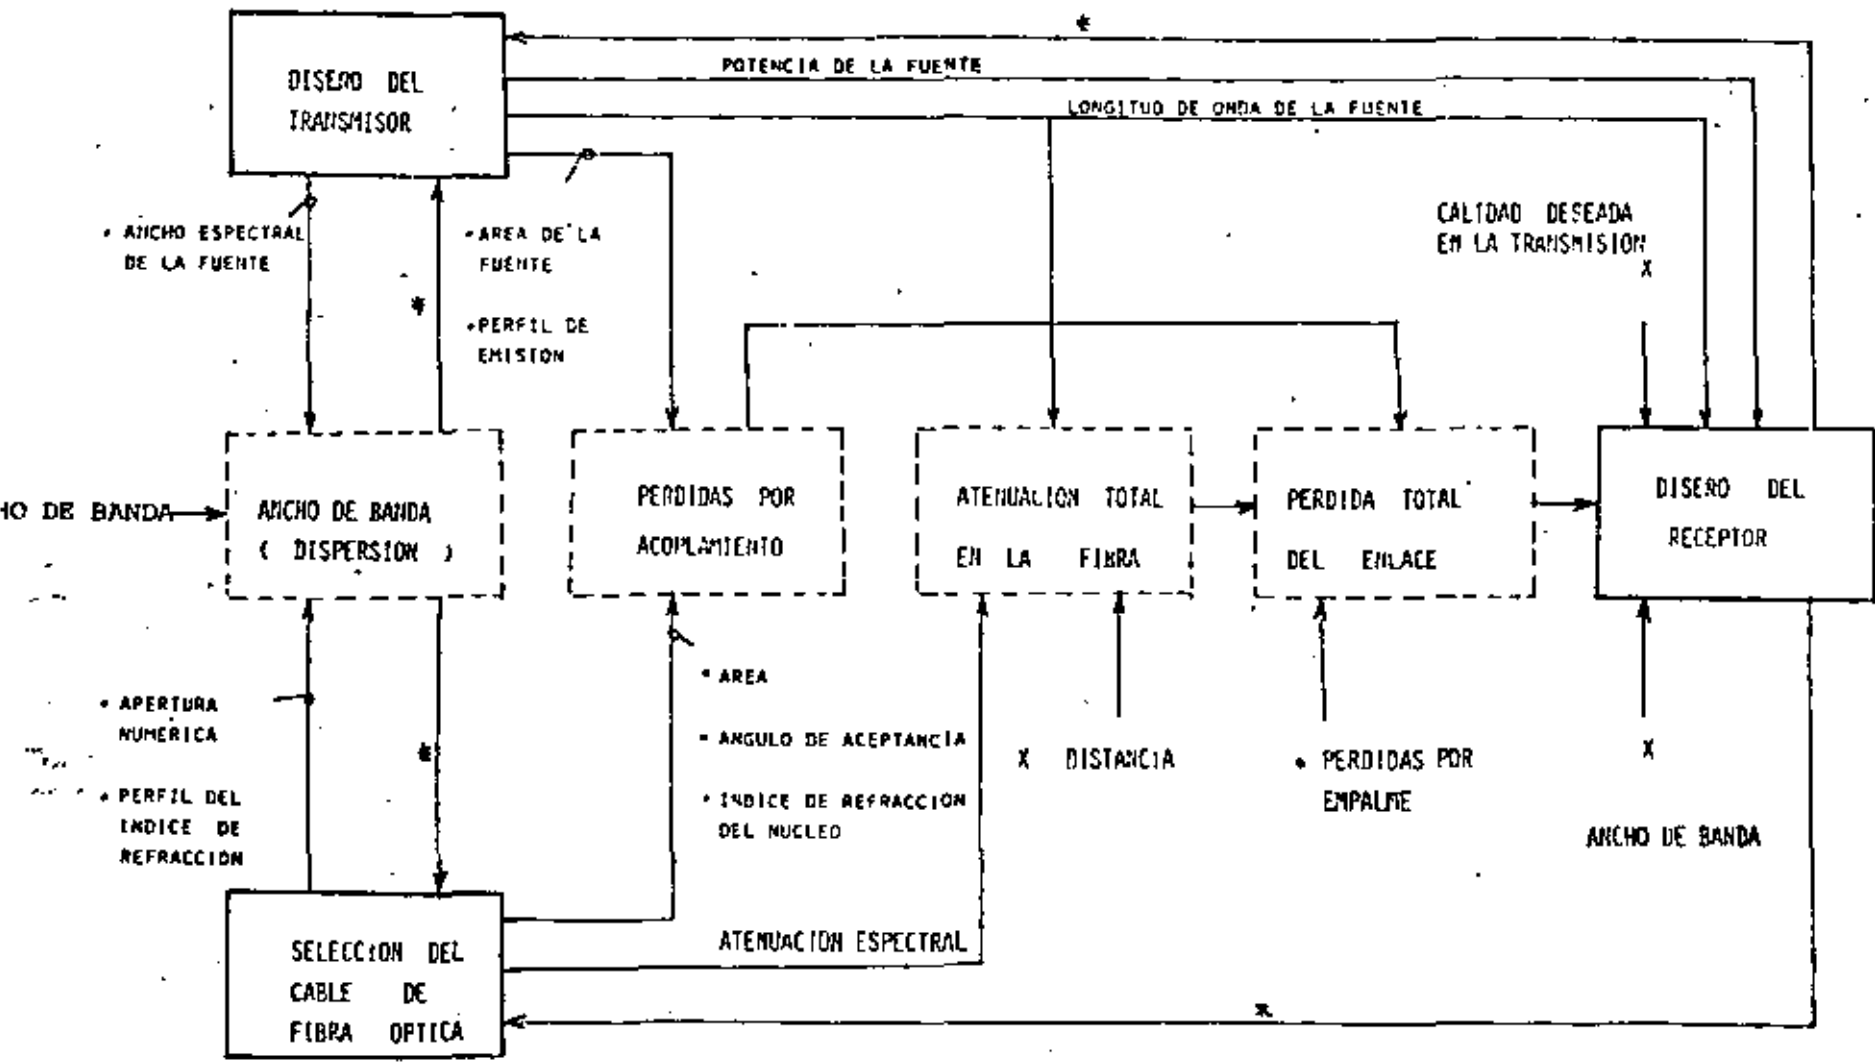 DISEÑO DEL
TRANSMISOR
POTENCIA DE LA FUENTE
LONGITUD DE ONDA DE LA FUENTE
• ANCHO ESPECTRAL
DE LA FUENTE
• AREA DE LA
FUENTE
• PERFIL DE
EMISION
CALIDAD DESEADA
EN LA TRANSMISION
X
HO DE BANDA
ANCHO DE BANDA
( DISPERSION )
PERDIDAS POR
ACOPLAMIENTO
ATENUACION TOTAL
EN LA FIBRA
PERDIDA TOTAL
DEL ENLACE
DISEÑO DEL
RECEPTOR
• APERTURA
NUMERICA
• PERFIL DEL
INDICE DE
REFRACCION
• AREA
• ANGULO DE ACEPTANCIA
• INDICE DE REFRACCION
DEL NUCLEO
X DISTANCIA
• PERDIDAS POR
EMPALME
X
ANCHO DE BANDA
ATENUACION ESPECTRAL
SELECCION DEL
CABLE DE
FIBRA OPTICA